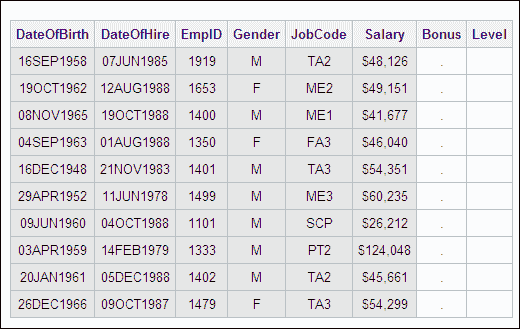 DateOfBirth DateOfHire EmpID Gender JobCode Salary Bonus Level
16SEP1958 07JUN1985 1919 M TA2 $48,126 .
19OCT1962 12AUG1988 1653 F ME2 $49,151 .
08NOV1965 19OCT1988 1400 M ME1 $41,677 .
04SEP1963 01AUG1988 1350 F FA3 $46,040 .
16DEC1948 21NOV1983 1401 M TA3 $54,351 .
29APR1952 11JUN1978 1499 M ME3 $60,235 .
09JUN1960 04OCT1988 1101 M SCP $26,212 .
03APR1959 14FEB1979 1333 M PT2 $124,048 .
20JAN1961 05DEC1988 1402 M TA2 $45,661 .
26DEC1966 09OCT1987 1479 F TA3 $54,299 .